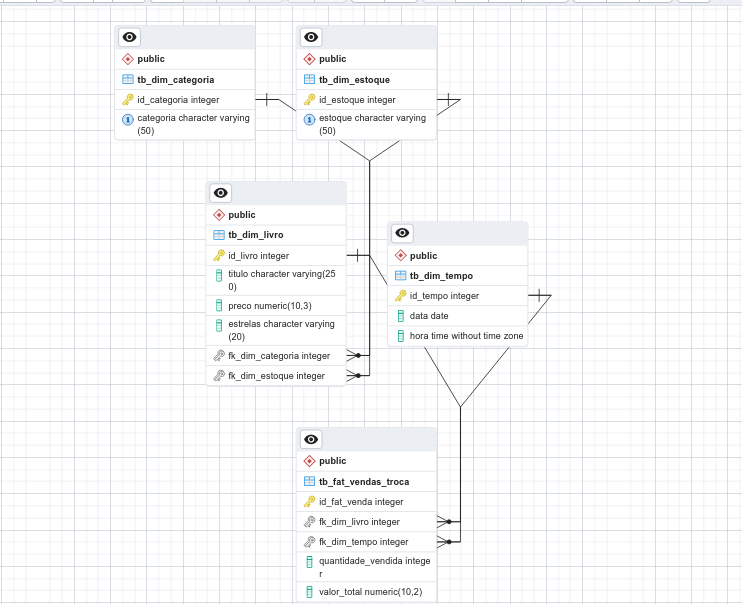 public
tb_dim_categoria
id_categoria integer
categoria character varying
(50)
public
tb_dim_estoque
id_estoque integer
estoque character varying
(50)
public
tb_dim_livro
id_livro integer
titulo character varying(25
0)
preco numeric(10,3)
estrelas character varying
(20)
fk_dim_categoria integer
fk_dim_estoque integer
public
tb_dim_tempo
id_tempo integer
data date
hora time without time zone
public
tb_fat_vendas_troca
id_fat_venda integer
fk_dim_livro integer
fk_dim_tempo integer
quantidade_vendida intege
r
valor_total numeric(10,2)